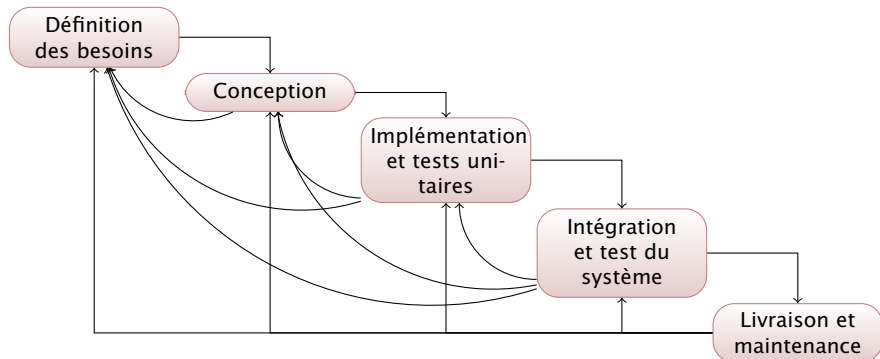 Définition
des besoins
Conception
Implémentation
et tests uni-
taires
Intégration
et test du
système
Livraison et
maintenance